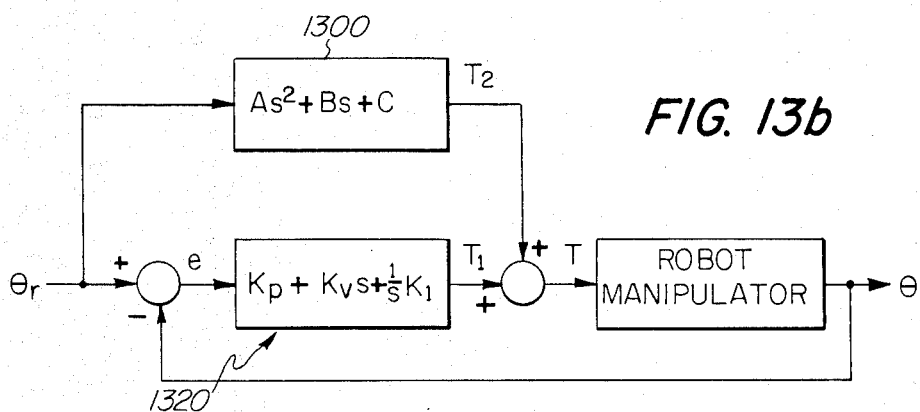 1300
As² + Bs + C
T₂
FIG. 13b
θr
+
−
e
Kp + Kvs + 1/s K₁
T₁
+
+
T
ROBOT
MANIPULATOR
θ
1320